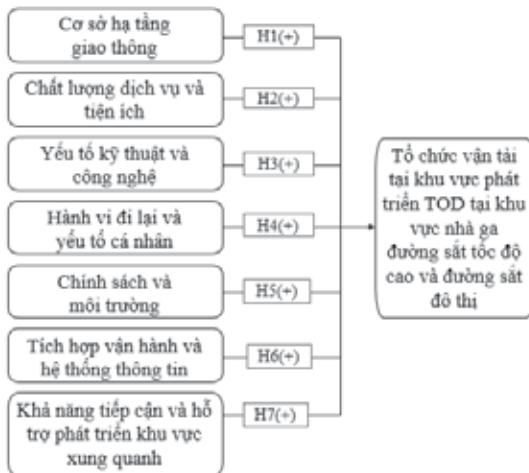 Cơ sở hạ tầng
giao thông
H1(+)
Chất lượng dịch vụ và
tiện ích
H2(+)
Yếu tố kỹ thuật và
công nghệ
H3(+)
Hành vi đi lại và
yếu tố cá nhân
H4(+)
Chính sách và
môi trường
H5(+)
Tích hợp vận hành và
hệ thống thông tin
H6(+)
Khả năng tiếp cận và hỗ
trợ phát triển khu vực
xung quanh
H7(+)
Tổ chức vận tải
tại khu vực phát
triển TOD tại khu
vực nhà ga
đường sắt tốc độ
cao và đường sắt
đô thị